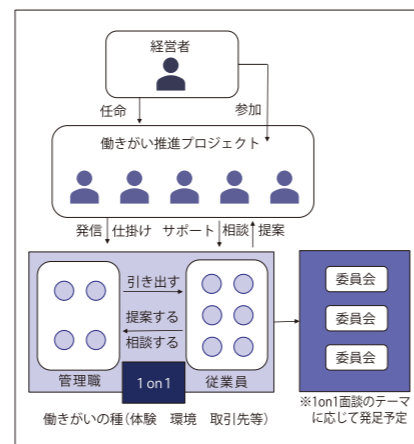 経営者
任命
参加
働きがい推進プロジェクト
発信 仕掛け サポート 相談 提案
引き出す
提案する
相談する
管理職
1 on1
従業員
委員会
委員会
委員会
※1on1面談のテーマ
に応じて発足予定
働きがいの種(体験 環境 取引先等)